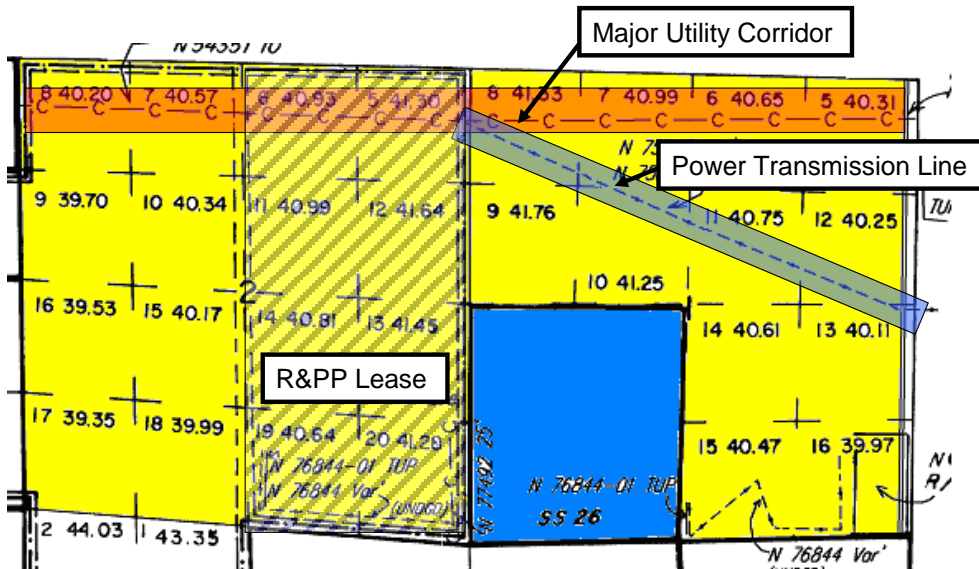 Major Utility Corridor
N 54351 10
8 40.20 7 40.57 6 40.93 5 41.30 8 41.33 7 40.99 6 40.65 5 40.31
C C C C C C C C C C C C
N 75
Power Transmission Line
9 39.70 10 40.34 11 40.99 12 41.64 9 41.76 11 40.75 12 40.25
10 41.25
16 39.53 15 40.17 2 14 40.81 13 41.45 14 40.61 13 40.11
R&PP Lease
17 39.35 18 39.99 19 40.64 20 41.28 15 40.47 16 39.97
N 76844-01 TUP
N 76844 Var'
(UNOCO)
N 77492 25'
N 76844-01 TUP
SS 26
2 44.03 1 43.35
N 76844 Var'